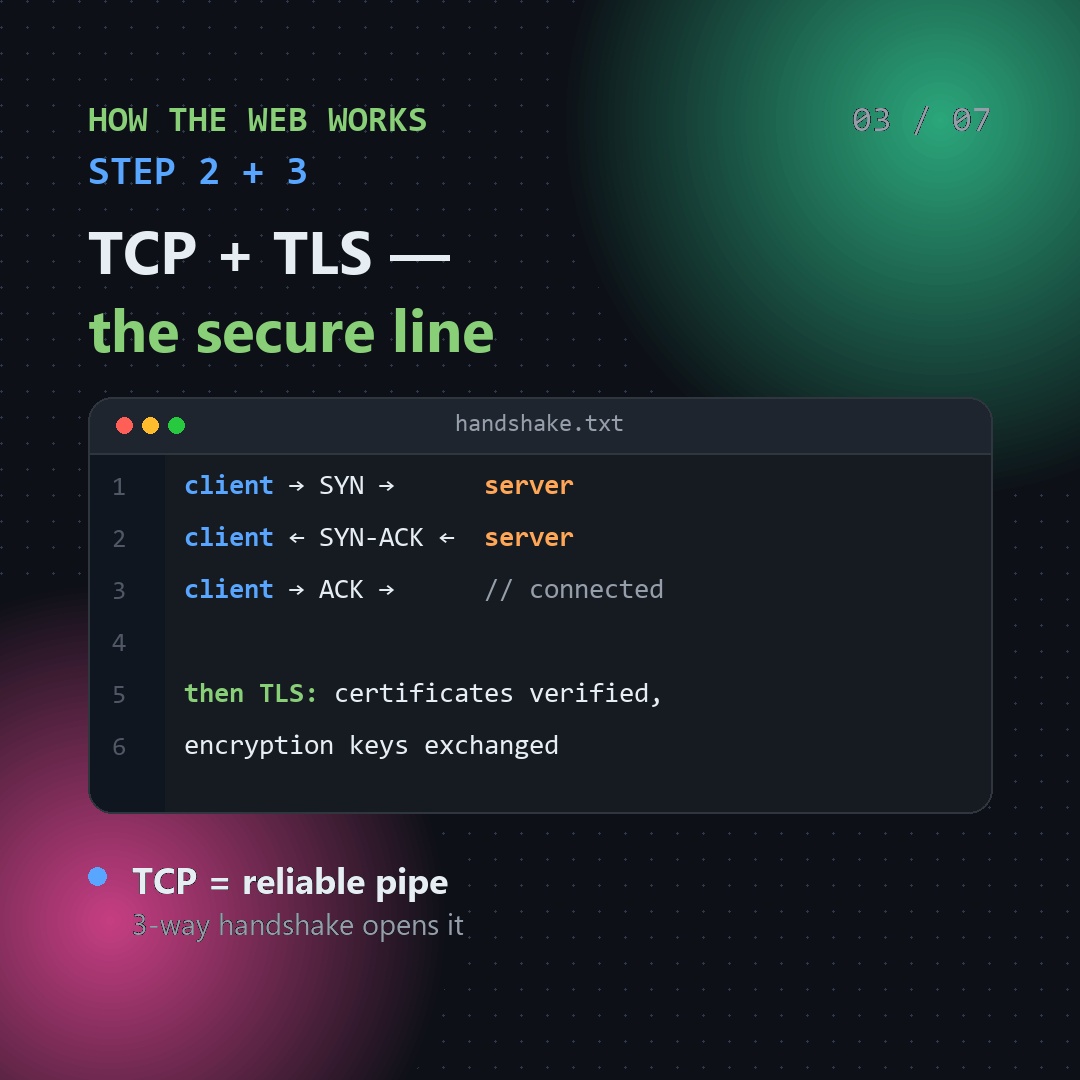 HOW THE WEB WORKS
03 / 07
STEP 2 + 3
TCP + TLS —
the secure line
handshake.txt
1 client → SYN → server
2 client ← SYN-ACK ← server
3 client → ACK → // connected
4
5 then TLS: certificates verified,
6 encryption keys exchanged
TCP = reliable pipe
3-way handshake opens it